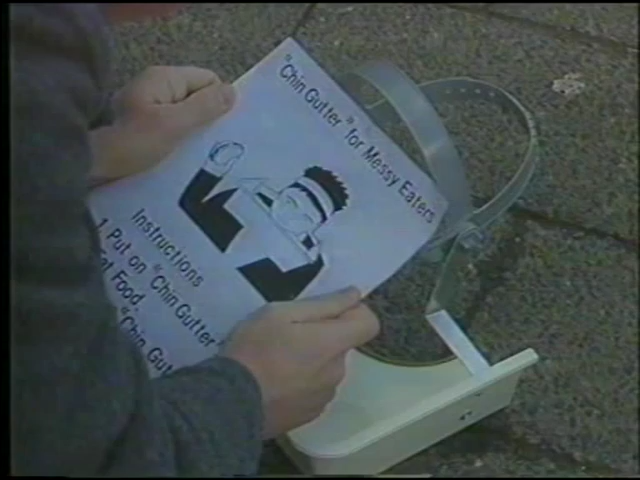 "Chin Gutter" for Messy Eaters
Instructions
1 Put on "Chin Gutter"
Food.
"Chin Gut